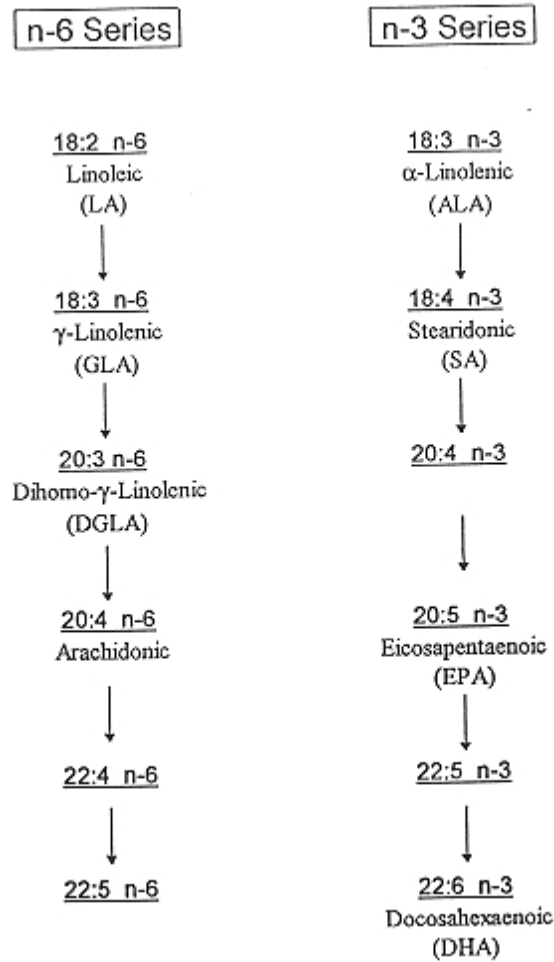 n-6 Series
18:2 n-6
Linoleic
(LA)
18:3 n-6
γ-Linolenic
(GLA)
20:3 n-6
Dihomo-γ-Linolenic
(DGLA)
20:4 n-6
Arachidonic
22:4 n-6
22:5 n-6
n-3 Series
18:3 n-3
α-Linolenic
(ALA)
18:4 n-3
Stearidonic
(SA)
20:4 n-3
20:5 n-3
Eicosapentaenoic
(EPA)
22:5 n-3
22:6 n-3
Docosahexaenoic
(DHA)